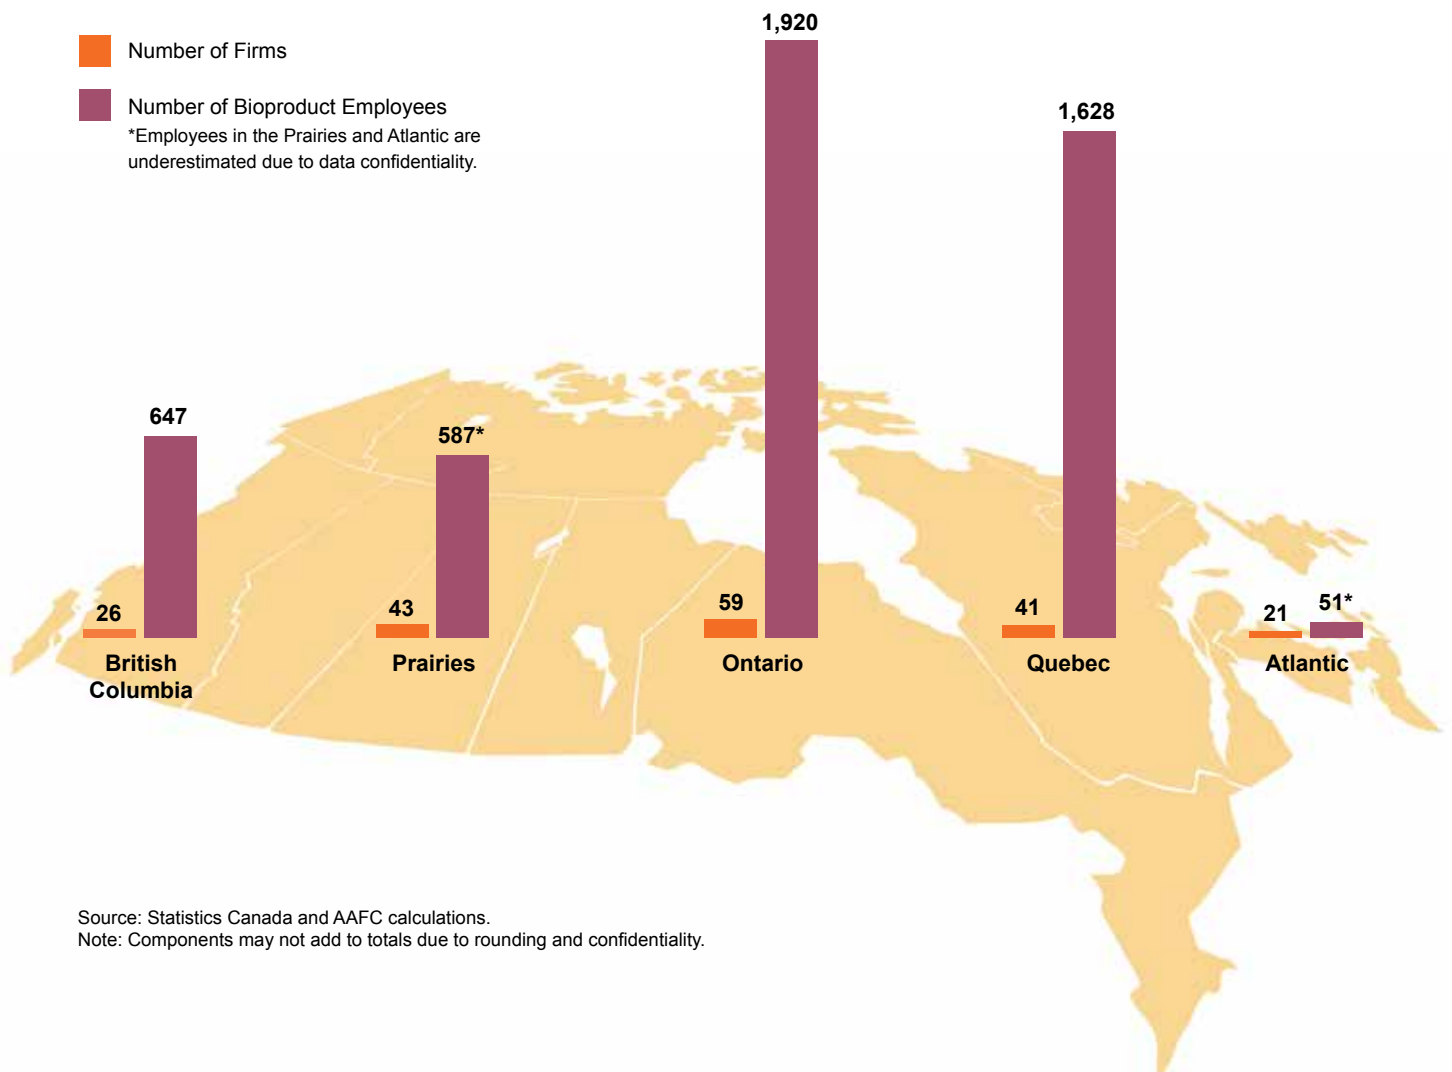 1,920
Number of Firms
Number of Bioproduct Employees
*Employees in the Prairies and Atlantic are
underestimated due to data confidentiality.
1,628
647
587*
26
43
59
41
21
51*
British
Columbia
Prairies
Ontario
Quebec
Atlantic
Source: Statistics Canada and AAFC calculations.
Note: Components may not add to totals due to rounding and confidentiality.